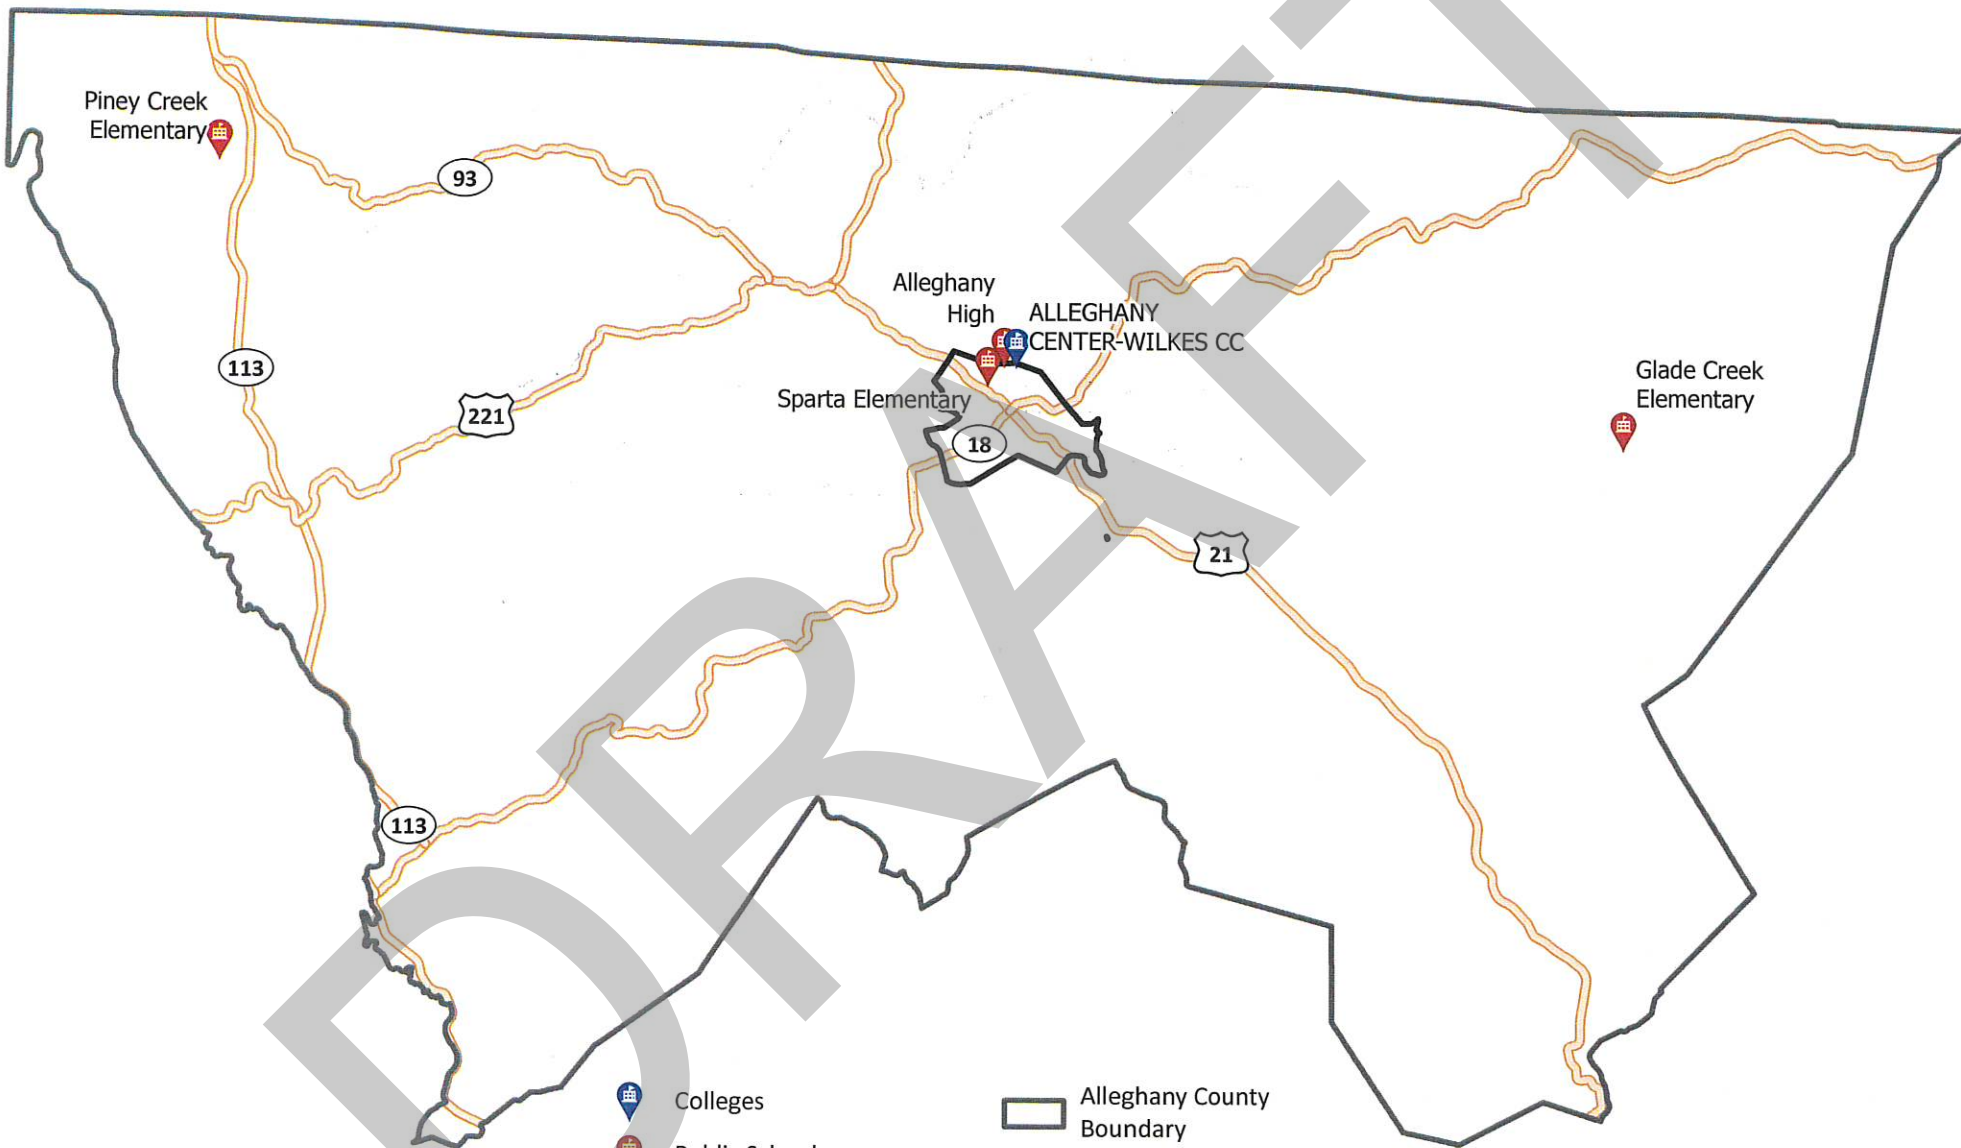 Piney Creek
Elementary
93
Alleghany
High
ALLEGHANY
CENTER-WILKES CC
113
Glade Creek
Elementary
Sparta Elementary
221
18
21
113
DRAFT
Colleges
Alleghany County
Boundary